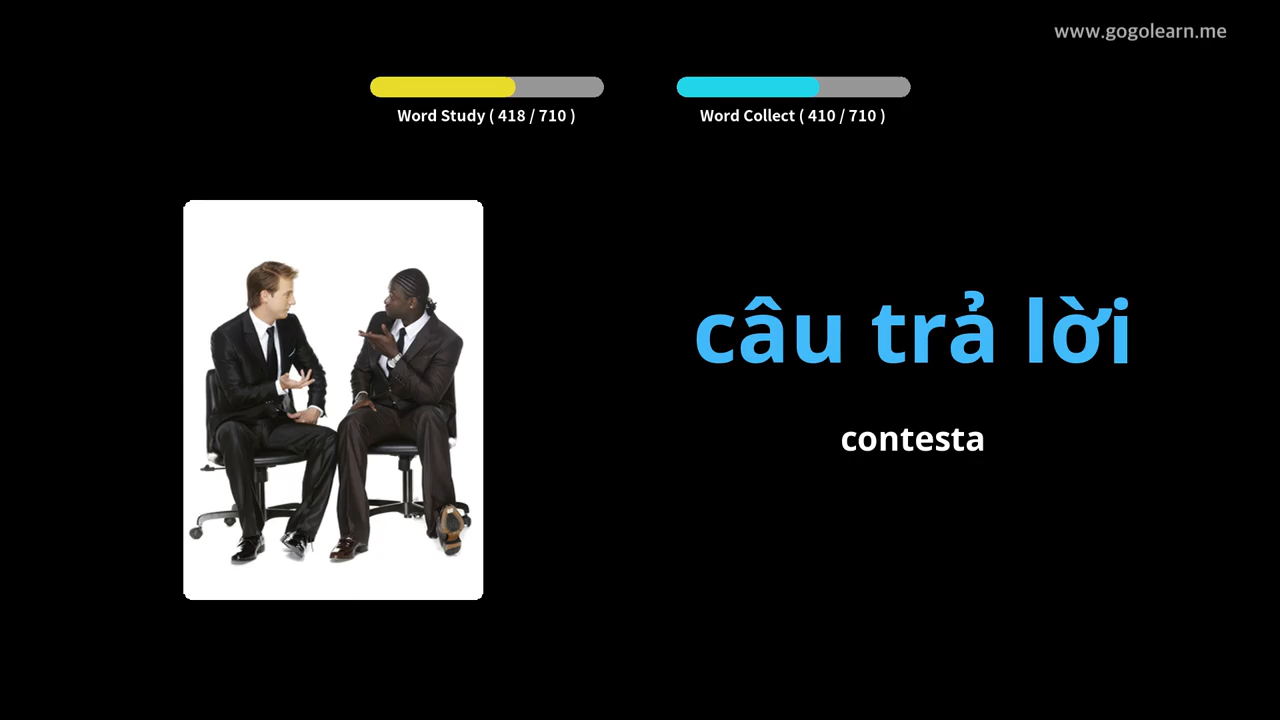 www.gogolearn.me
Word Study ( 418 / 710 )
Word Collect ( 410 / 710 )
câu trả lời
contesta